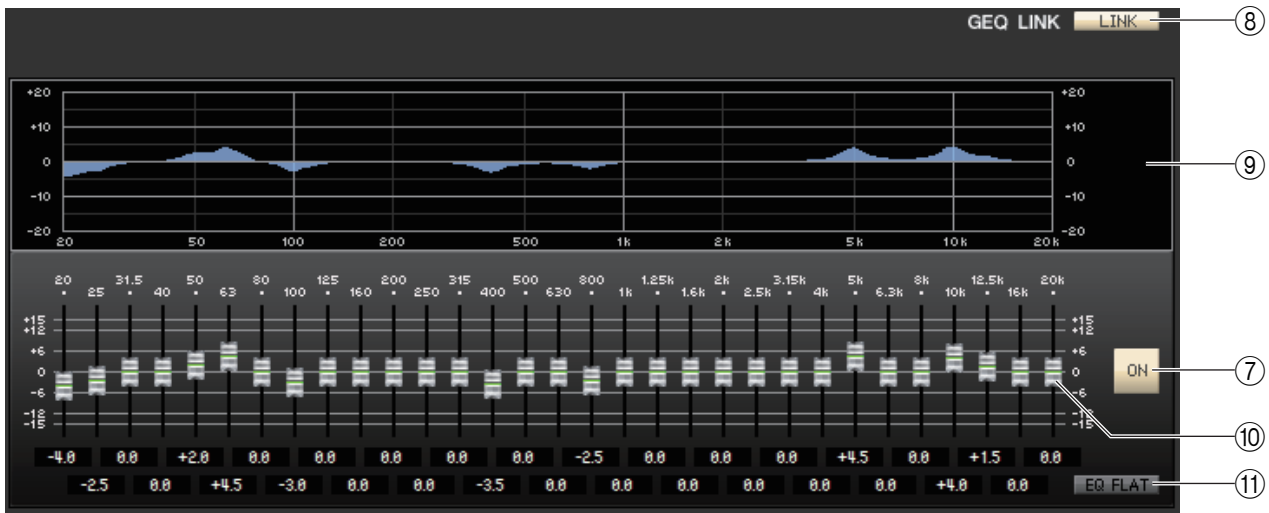 GEQ LINK LINK ⑧
+20 +20
+10 +10
0 0 ⑨
-10 -10
-20 -20
20 50 100 200 500 1k 2k 5k 10k 20k
20 31.5 50 80 125 200 315 500 800 1.25k 2k 3.15k 5k 8k 12.5k 20k
25 40 63 100 160 250 400 630 1k 1.6k 2.5k 4k 6.3k 10k 16k
+15 +15
+12 +12
+6 +6
0 0 ON ⑦
-6 -6
-12 -12
-15 -15
⑩
-4.0 0.0 +2.0 0.0 0.0 0.0 0.0 0.0 -2.5 0.0 0.0 0.0 +4.5 0.0 +1.5 0.0
-2.5 0.0 +4.5 -3.0 0.0 0.0 -3.5 0.0 0.0 0.0 0.0 0.0 0.0 +4.0 0.0 EQ FLAT ⑪